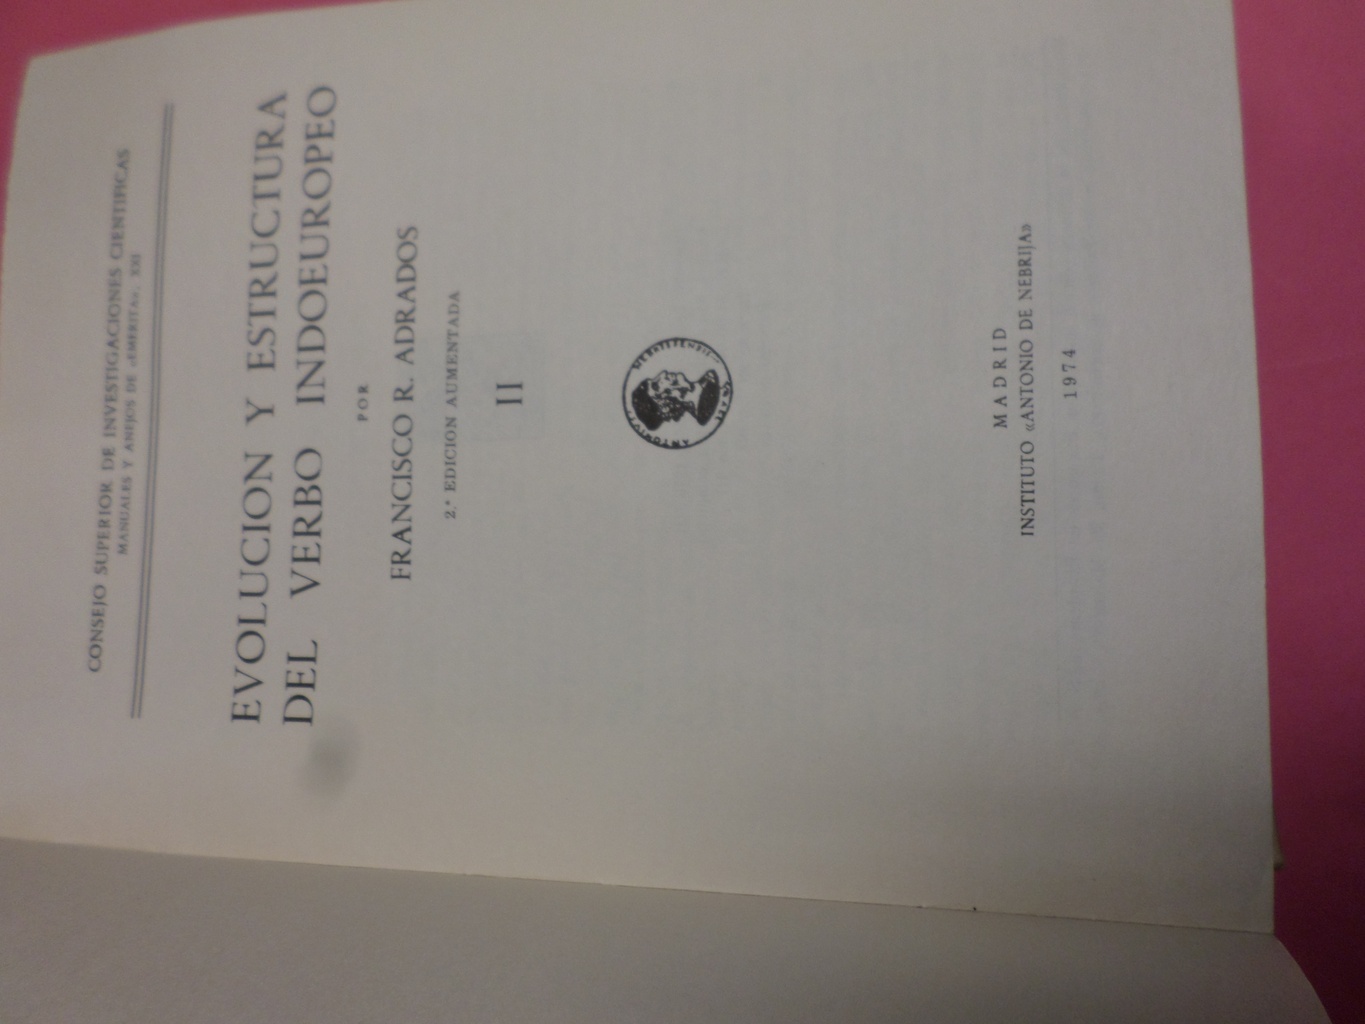 CONSEJO SUPERIOR DE INVESTIGACIONES CIENTIFICAS
MANUALES Y ANEJOS DE «EMERITA», XXI
EVOLUCION Y ESTRUCTURA
DEL VERBO INDOEUROPEO
POR
FRANCISCO R. ADRADOS
2.ª EDICION AUMENTADA
II
ANTONIUS
MADRID
INSTITUTO «ANTONIO DE NEBRIJA»
1974